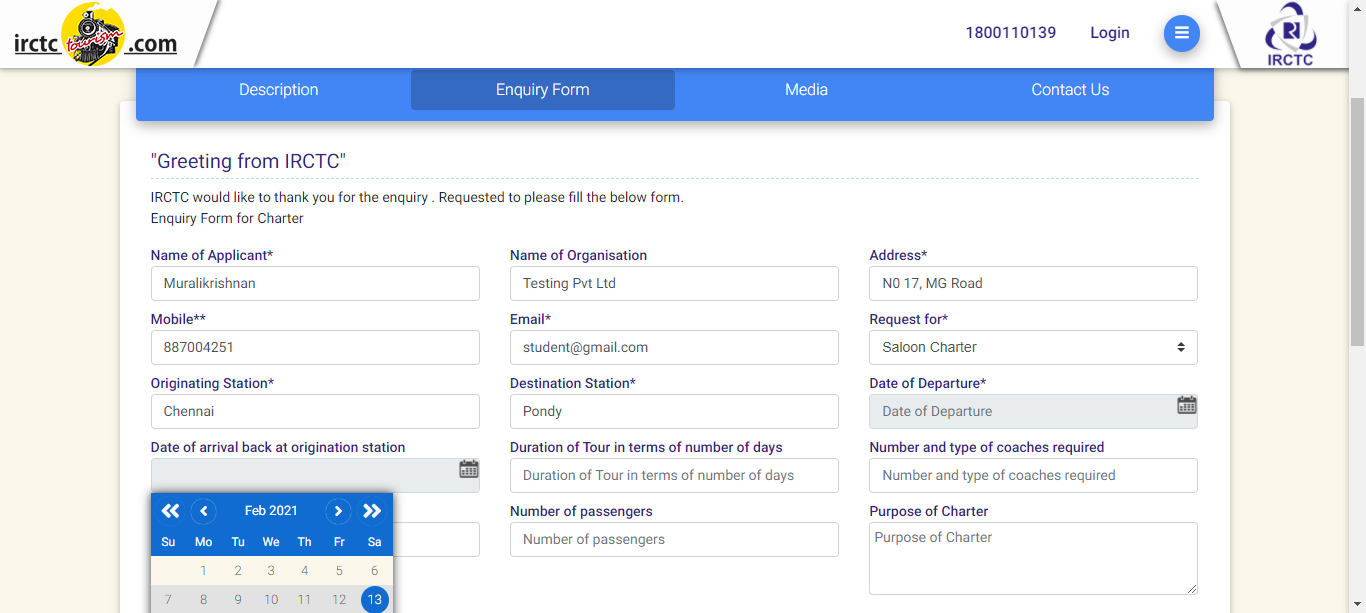 irctc tourism .com
1800110139 Login
IRCTC
Description Enquiry Form Media Contact Us
"Greeting from IRCTC"
IRCTC would like to thank you for the enquiry . Requested to please fill the below form.
Enquiry Form for Charter
Name of Applicant* Name of Organisation Address*
Muralikrishnan Testing Pvt Ltd N0 17, MG Road
Mobile** Email* Request for*
887004251 student@gmail.com Saloon Charter
Originating Station* Destination Station* Date of Departure*
Chennai Pondy Date of Departure
Date of arrival back at origination station Duration of Tour in terms of number of days Number and type of coaches required
Duration of Tour in terms of number of days Number and type of coaches required
Feb 2021 Number of passengers Purpose of Charter
Su Mo Tu We Th Fr Sa Number of passengers Purpose of Charter
1 2 3 4 5 6
7 8 9 10 11 12 13